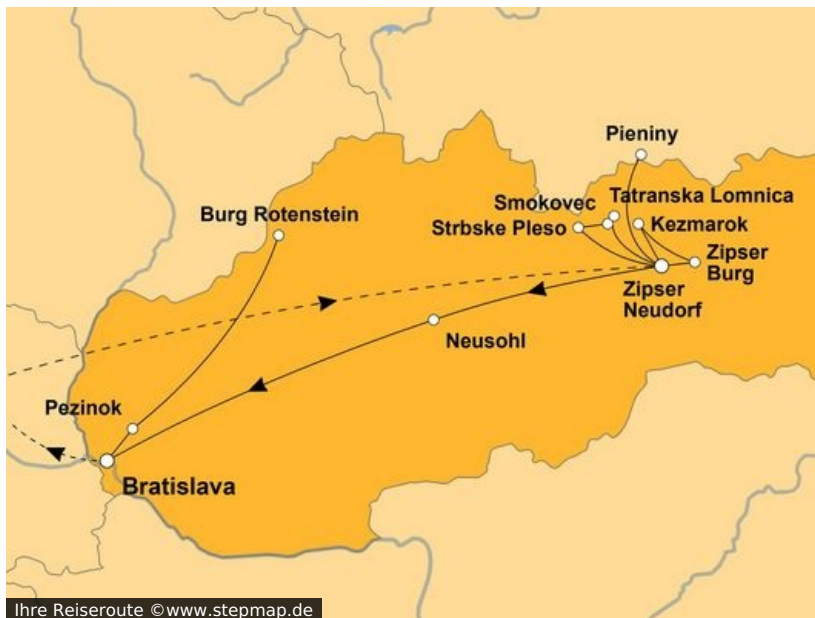 Pieniny
Smokovec
Tatranska Lomnica
Burg Rotenstein
Strbske Pleso
Kezmarok
Zipser
Burg
Zipser
Neudorf
Neusohl
Pezinok
Bratislava
Ihre Reiseroute ©www.stepmap.de